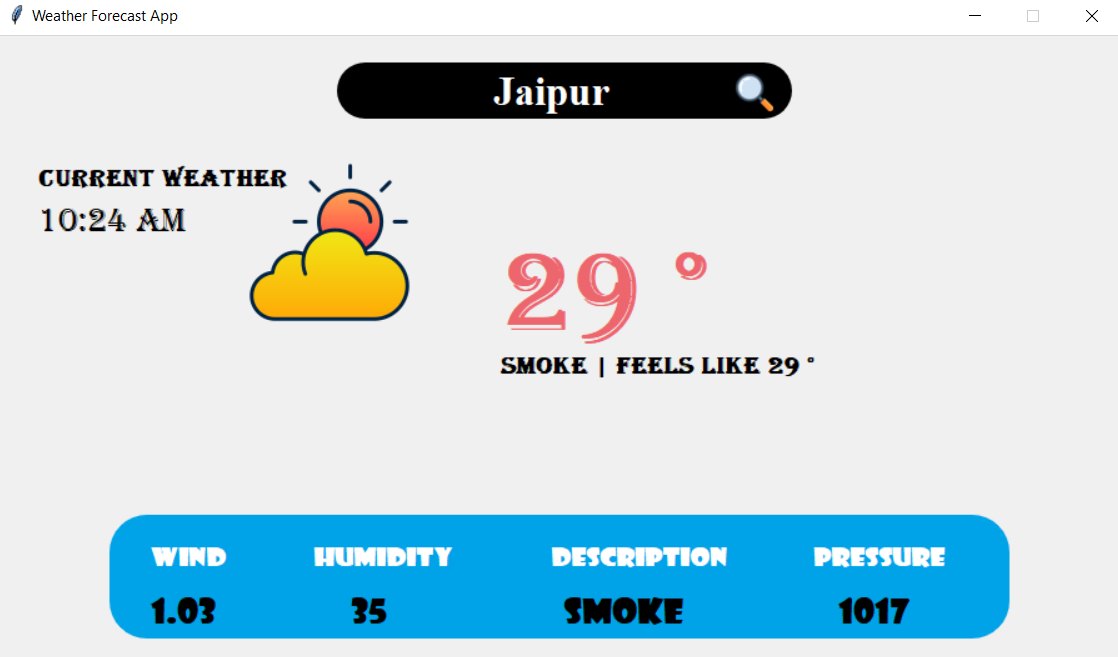 Weather Forecast App
Jaipur
CURRENT WEATHER
10:24 AM
29 °
SMOKE | FEELS LIKE 29 °
WIND HUMIDITY DESCRIPTION PRESSURE
1.03 35 SMOKE 1017